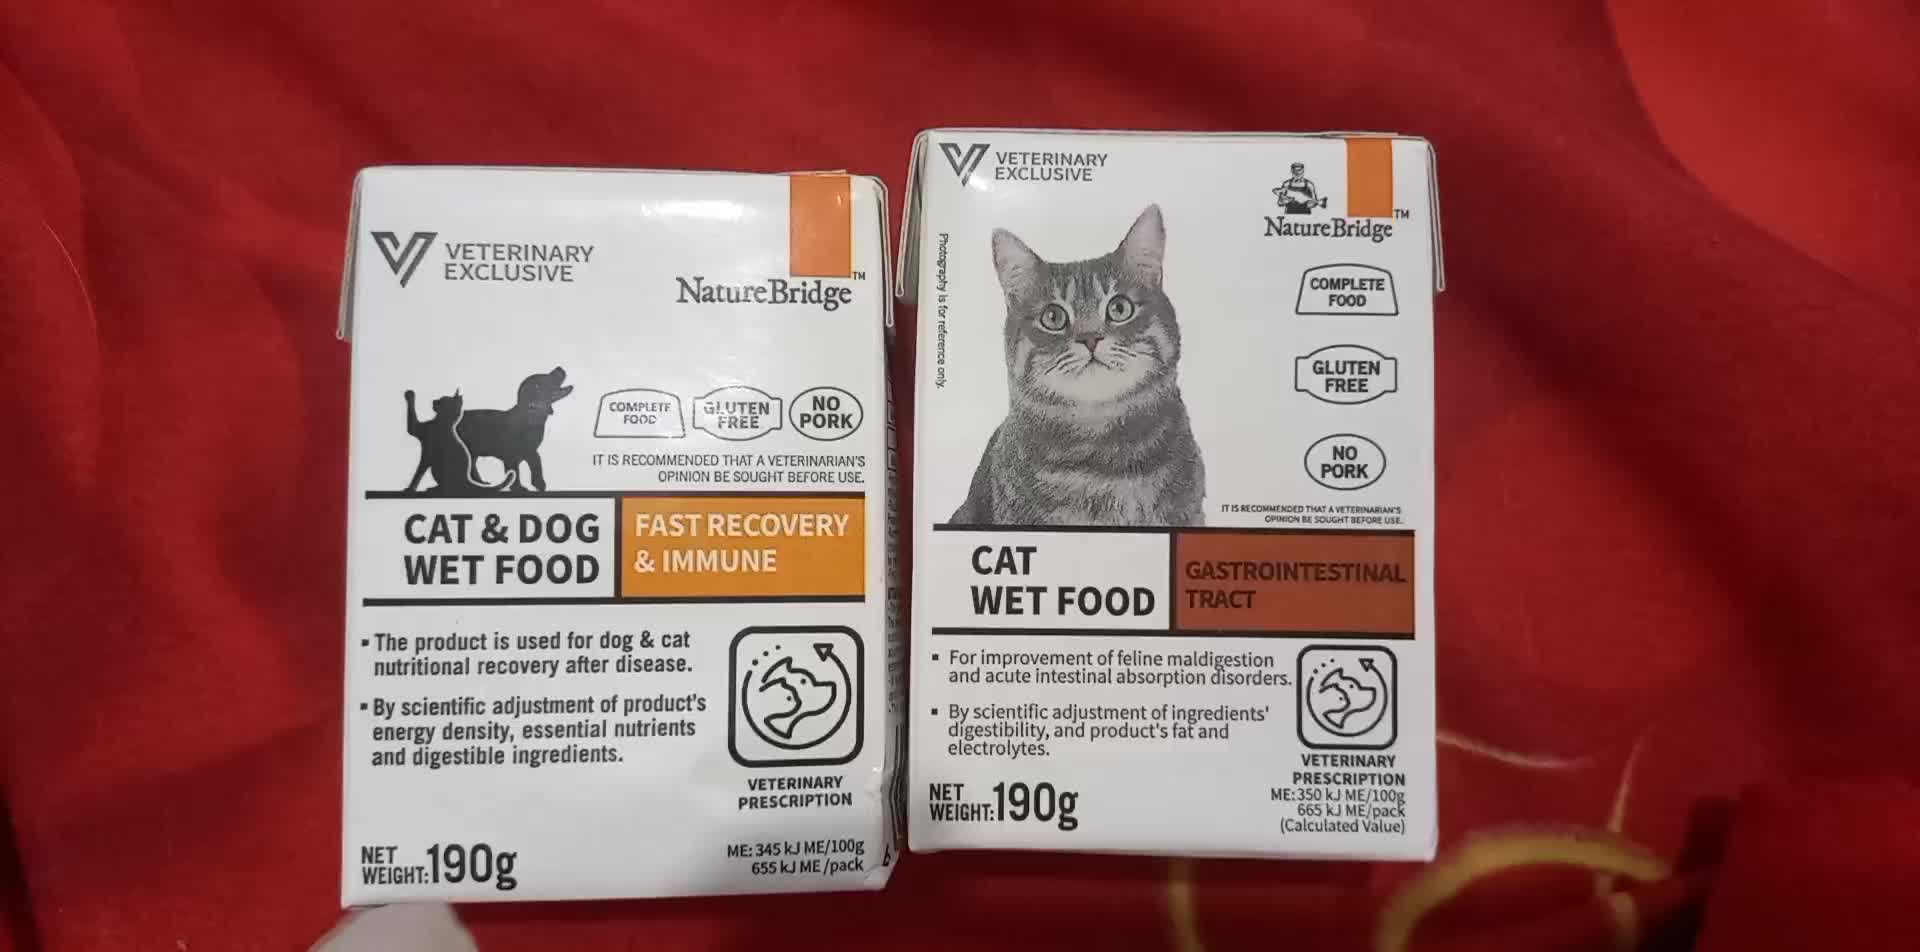 VETERINARY
EXCLUSIVE
NatureBridge™
COMPLETE
FOOD
GLUTEN
FREE
NO
PORK
IT IS RECOMMENDED THAT A VETERINARIAN'S
OPINION BE SOUGHT BEFORE USE.
CAT & DOG
WET FOOD
FAST RECOVERY
& IMMUNE
▪ The product is used for dog & cat
nutritional recovery after disease.
▪ By scientific adjustment of product's
energy density, essential nutrients
and digestible ingredients.
VETERINARY
PRESCRIPTION
NET
WEIGHT:190g
ME: 345 kJ ME/100g
655 kJ ME/pack
VETERINARY
EXCLUSIVE
NatureBridge™
Photography is for reference only.
COMPLETE
FOOD
GLUTEN
FREE
NO
PORK
IT IS RECOMMENDED THAT A VETERINARIAN'S
OPINION BE SOUGHT BEFORE USE.
CAT
WET FOOD
GASTROINTESTINAL
TRACT
▪ For improvement of feline maldigestion
and acute intestinal absorption disorders.
▪ By scientific adjustment of ingredients'
digestibility, and product's fat and
electrolytes.
VETERINARY
PRESCRIPTION
NET
WEIGHT:190g
ME:350 kJ ME/100g
665 kJ ME/pack
(Calculated Value)